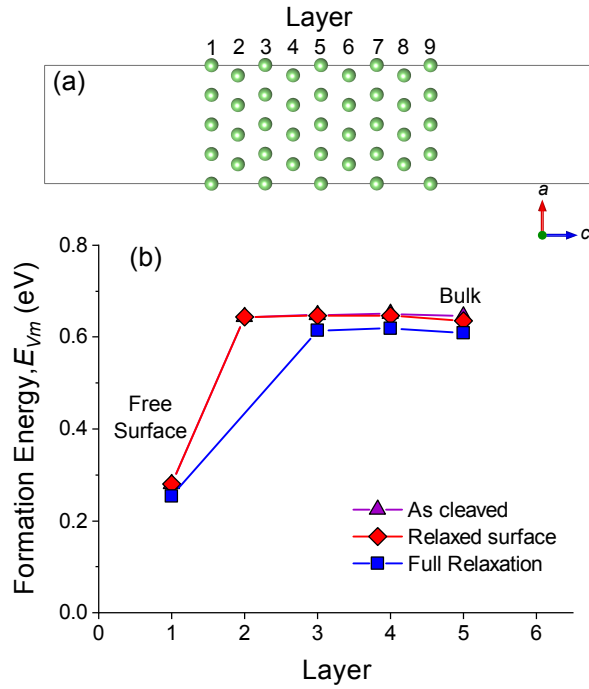 Layer
1 2 3 4 5 6 7 8 9
(a)
a
c
(b)
Formation Energy, E_Vm (eV)
0.8
0.6
0.4
0.2
0.0
Bulk
Free
Surface
As cleaved
Relaxed surface
Full Relaxation
0 1 2 3 4 5 6
Layer